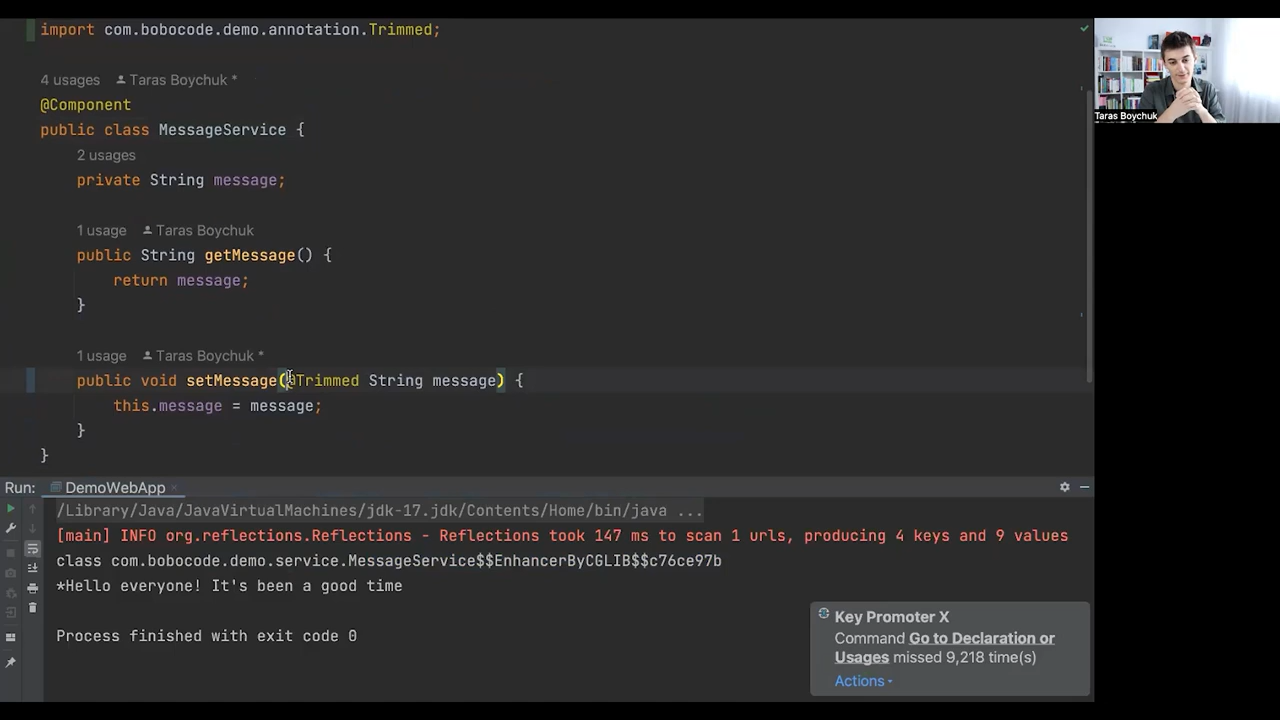 import com.bobocode.demo.annotation.Trimmed;
4 usages Taras Boychuk *
@Component
public class MessageService {
2 usages
private String message;
1 usage Taras Boychuk
public String getMessage() {
return message;
}
1 usage Taras Boychuk *
public void setMessage(@Trimmed String message) {
this.message = message;
}
}
Taras Boychuk
Run: DemoWebApp
/Library/Java/JavaVirtualMachines/jdk-17.jdk/Contents/Home/bin/java ...
[main] INFO org.reflections.Reflections - Reflections took 147 ms to scan 1 urls, producing 4 keys and 9 values
class com.bobocode.demo.service.MessageService$$EnhancerByCGLIB$$c76ce97b
*Hello everyone! It's been a good time
Process finished with exit code 0
Key Promoter X
Command Go to Declaration or
Usages missed 9,218 time(s)
Actions